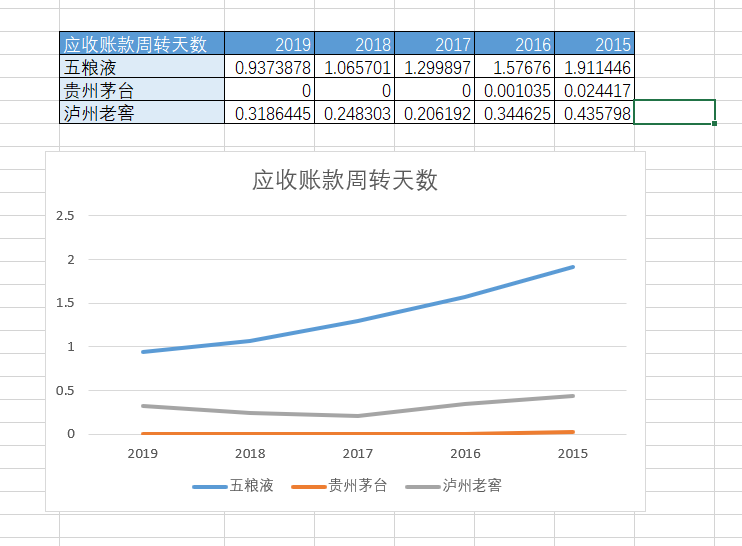 应收账款周转天数 2019 2018 2017 2016 2015
五粮液 0.9373878 1.065701 1.299897 1.57676 1.911446
贵州茅台 0 0 0 0.001035 0.024417
泸州老窖 0.3186445 0.248303 0.206192 0.344625 0.435798
应收账款周转天数
2.5
2
1.5
1
0.5
0
2019 2018 2017 2016 2015
五粮液 贵州茅台 泸州老窖